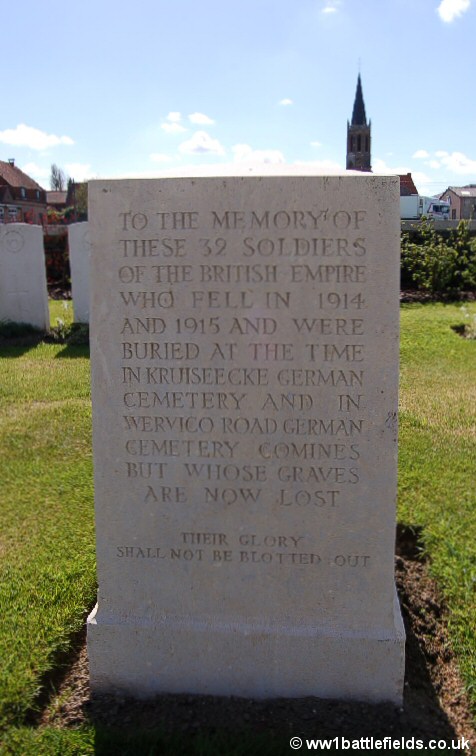 TO THE MEMORY OF
THESE 32 SOLDIERS
OF THE BRITISH EMPIRE
WHO FELL IN 1914
AND 1915 AND WERE
BURIED AT THE TIME
IN KRUISEECKE GERMAN
CEMETERY AND IN
WERVICQ ROAD GERMAN
CEMETERY COMINES
BUT WHOSE GRAVES
ARE NOW LOST
THEIR GLORY
SHALL NOT BE BLOTTED OUT
© www.ww1battlefields.co.uk